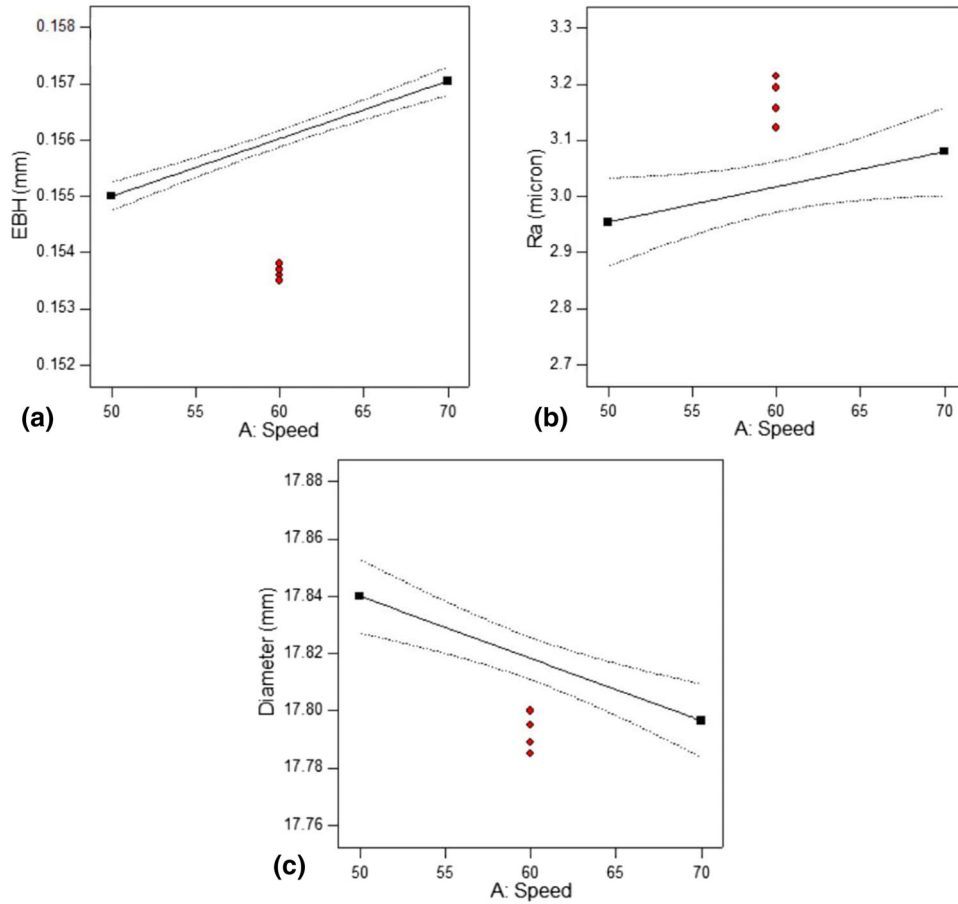 0.158
0.157
0.156
0.155
0.154
0.153
0.152
EBH (mm)
50 55 60 65 70
A: Speed
(a)
3.3
3.2
3.1
3.0
2.9
2.8
2.7
Ra (micron)
50 55 60 65 70
A: Speed
(b)
17.88
17.86
17.84
17.82
17.80
17.78
17.76
Diameter (mm)
50 55 60 65 70
A: Speed
(c)